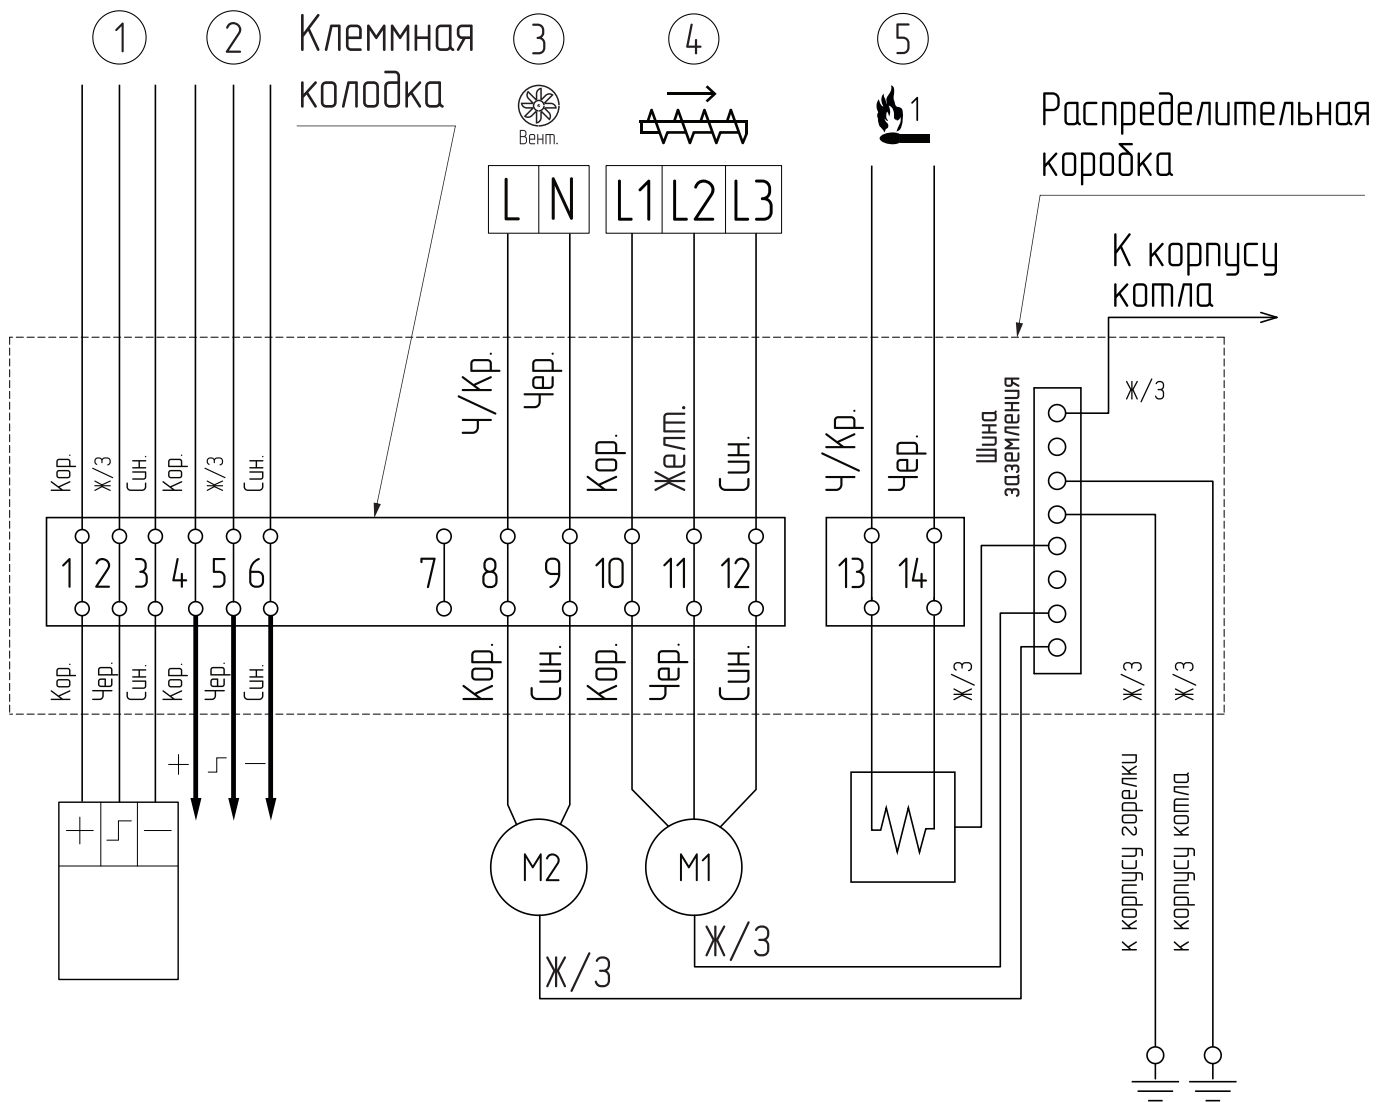 1 2 3 4 5
Клеммная
колодка
Вент.
1
Распределительная
коробка
L N L1 L2 L3
К корпусу
котла
Ч/Кр. Чер. Кор. Желт. Син. Ч/Кр. Чер.
Шина
заземления
Ж/З
Кор. Ж/З Син. Кор. Ж/З Син.
1 2 3 4 5 6 7 8 9 10 11 12 13 14
Кор. Чер. Син. Кор. Чер. Син. Кор. Син. Кор. Чер. Син. Ж/З Ж/З Ж/З
+ –
+ –
М2 М1
к корпусу горелки
к корпусу котла
Ж/З
Ж/З